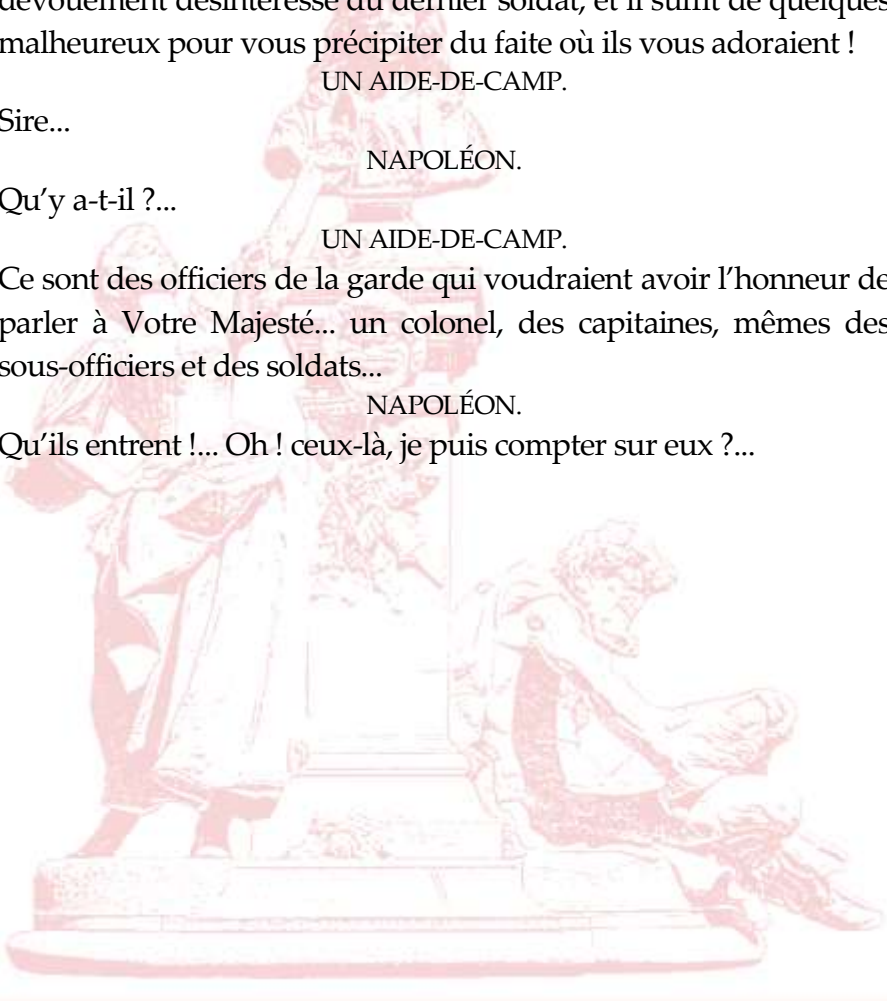 dévouement désintéressé du dernier soldat, et il suffit de quelques
malheureux pour vous précipiter du faite où ils vous adoraient !
UN AIDE-DE-CAMP.
Sire...
NAPOLÉON.
Qu’y a-t-il ?...
UN AIDE-DE-CAMP.
Ce sont des officiers de la garde qui voudraient avoir l’honneur de
parler à Votre Majesté... un colonel, des capitaines, mêmes des
sous-officiers et des soldats...
NAPOLÉON.
Qu’ils entrent !... Oh ! ceux-là, je puis compter sur eux ?...